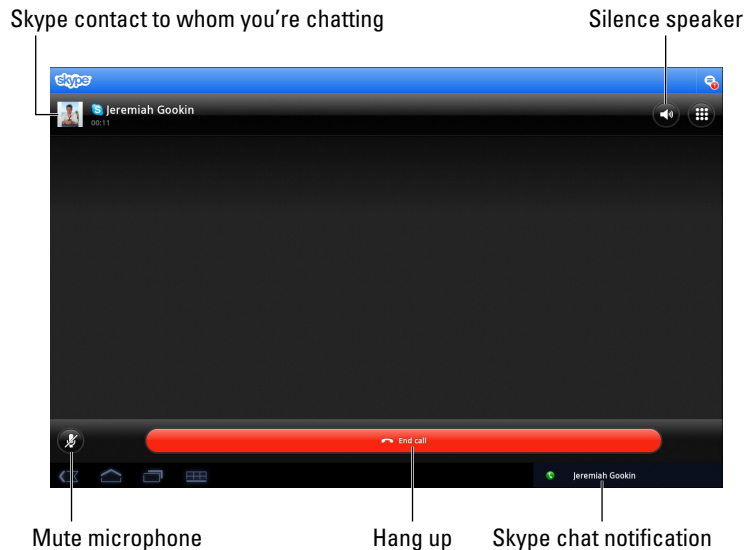 Skype contact to whom you're chatting
Silence speaker
skype
S Jeremiah Gookin
00:11
End call
Jeremiah Gookin
Mute microphone
Hang up
Skype chat notification